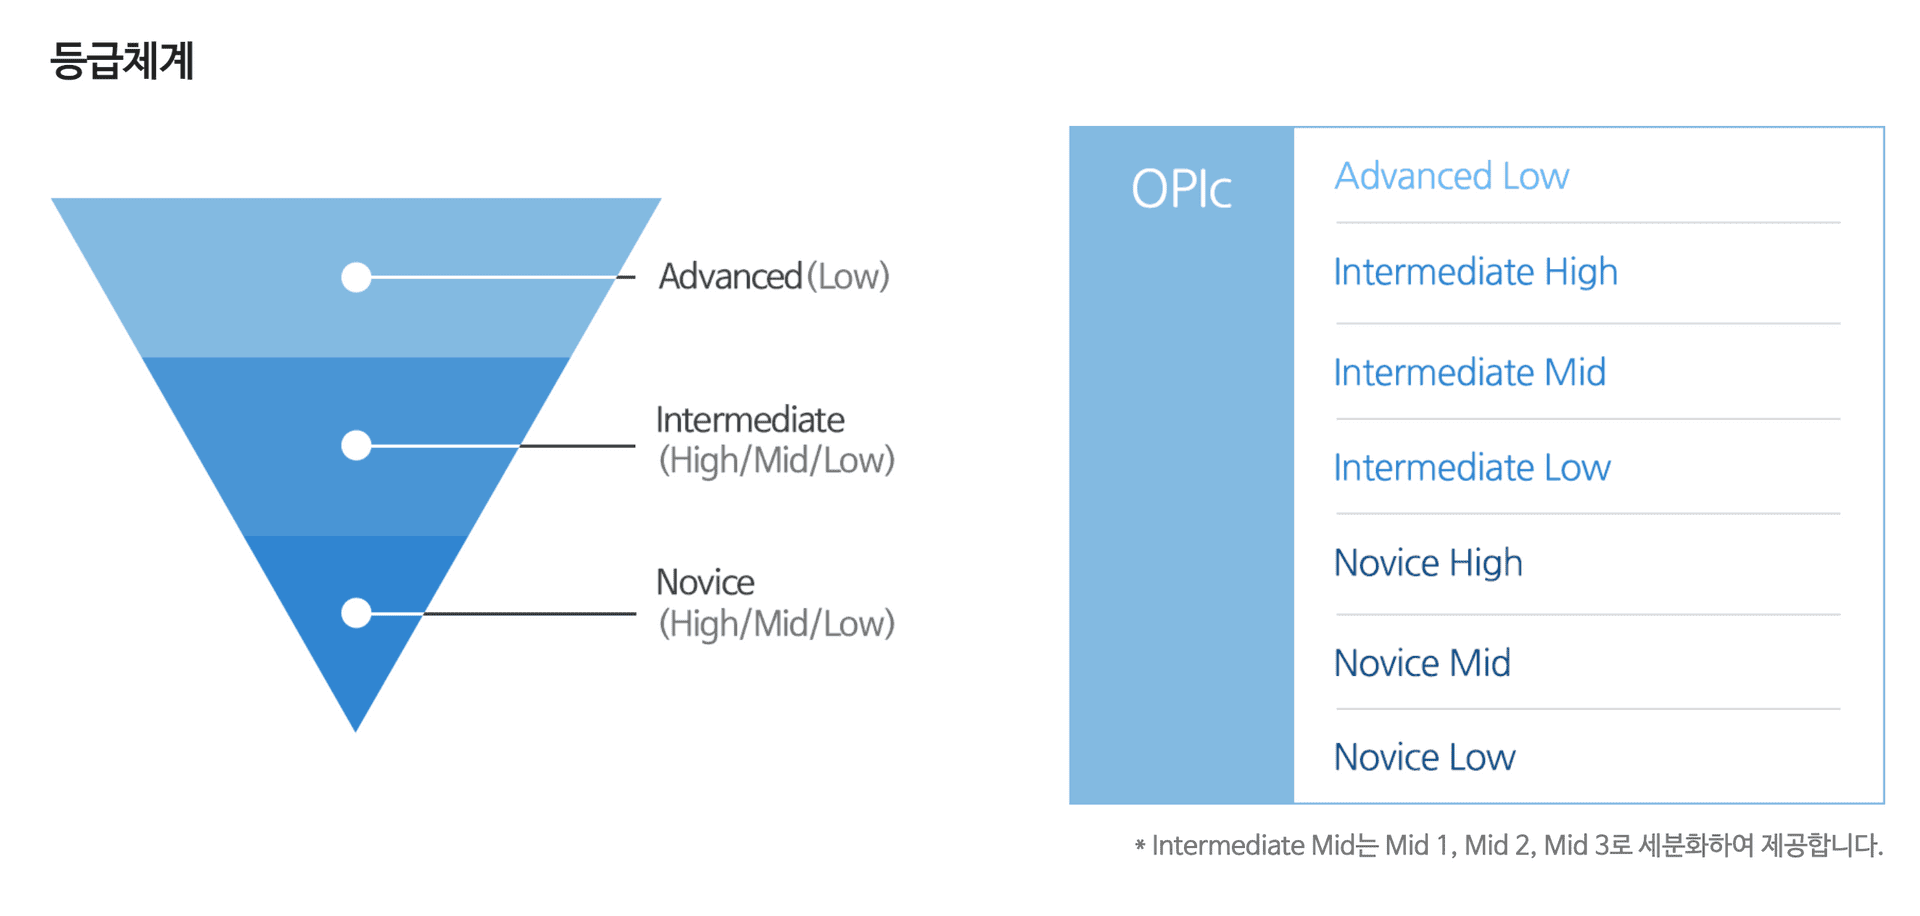 등급체계
Advanced(Low)
Intermediate
(High/Mid/Low)
Novice
(High/Mid/Low)
OPIc
Advanced Low
Intermediate High
Intermediate Mid
Intermediate Low
Novice High
Novice Mid
Novice Low
* Intermediate Mid는 Mid 1, Mid 2, Mid 3로 세분화하여 제공합니다.